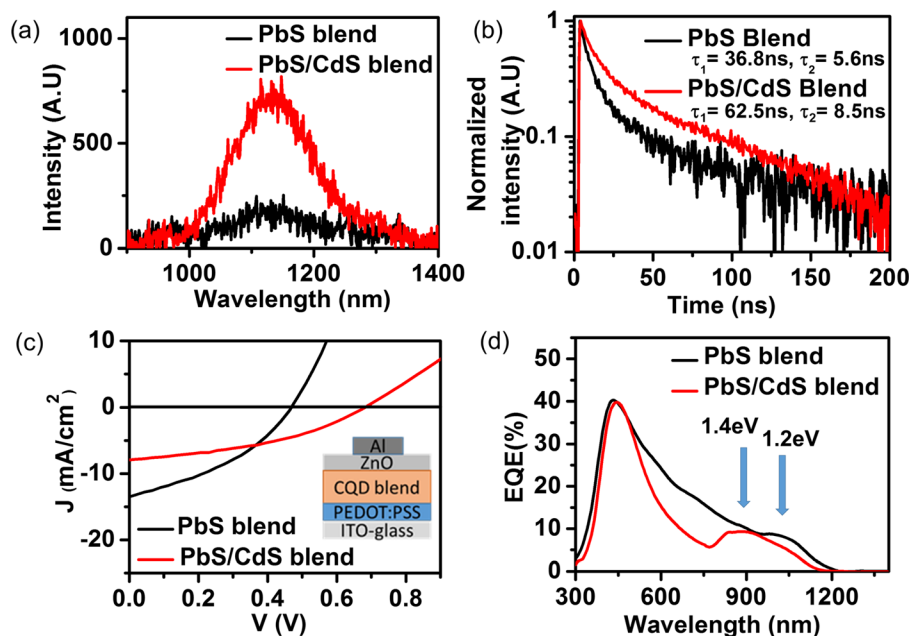 (a)
1000
750
500
250
0
Intensity (A.U)
PbS blend
PbS/CdS blend
1000
1200
1400
Wavelength (nm)
(b)
1
0.1
0.01
Normalized
intensity (A.U)
PbS Blend
τ1= 36.8ns, τ2= 5.6ns
PbS/CdS Blend
τ1= 62.5ns, τ2= 8.5ns
0
50
100
150
200
Time (ns)
(c)
10
0
-10
-20
J (mA/cm2)
Al
ZnO
CQD blend
PEDOT:PSS
ITO-glass
PbS blend
PbS/CdS blend
0.0
0.2
0.4
0.6
0.8
V (V)
(d)
50
40
30
20
10
0
EQE(%)
PbS blend
PbS/CdS blend
1.4eV
1.2eV
300
600
900
1200
Wavelength (nm)